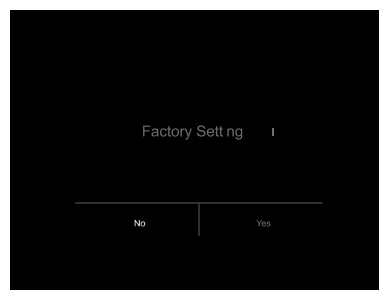 Factory Sett ng I
No Yes